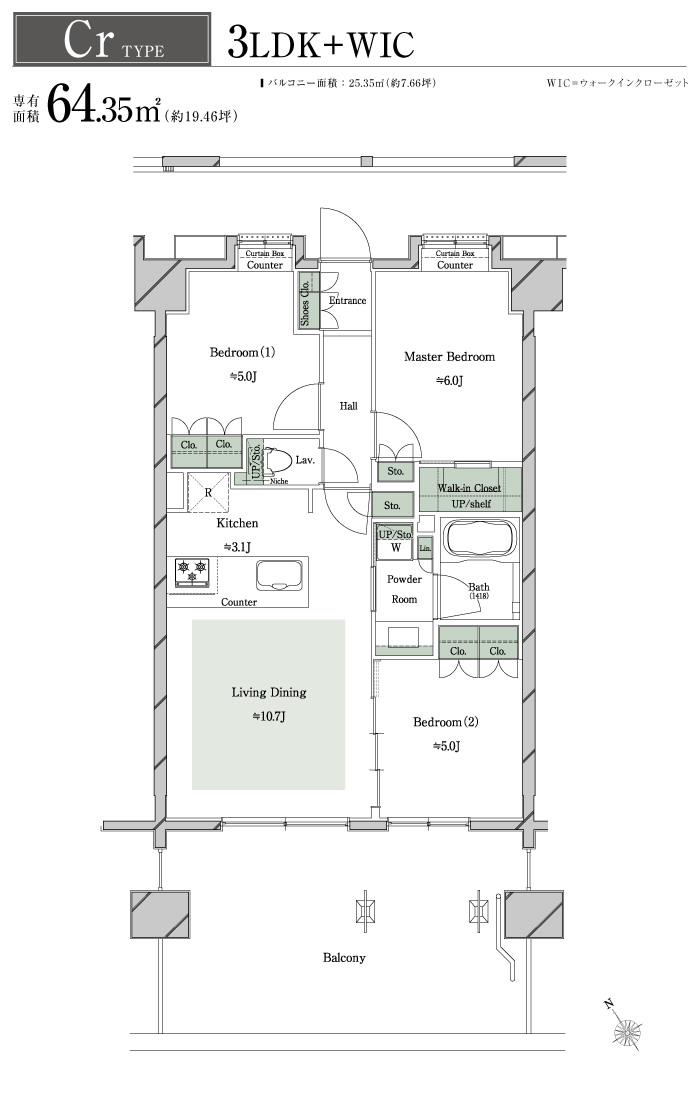 Cr TYPE
3LDK+WIC
バルコニー面積：25.35㎡(約7.66坪)
WIC=ウォークインクローゼット
専有面積 64.35㎡(約19.46坪)
Curtain Box
Counter
Curtain Box
Counter
Shoes Clo.
Entrance
Bedroom(1)
≒5.0J
Master Bedroom
≒6.0J
Hall
Clo.
Clo.
UP/Sto.
Lav.
Niche
Sto.
Walk-in Closet
UP/shelf
R
Sto.
Kitchen
≒3.1J
UP/Sto.
W
Lin.
Powder
Room
Bath
(1418)
Counter
Clo.
Clo.
Living Dining
≒10.7J
Bedroom(2)
≒5.0J
Balcony
N